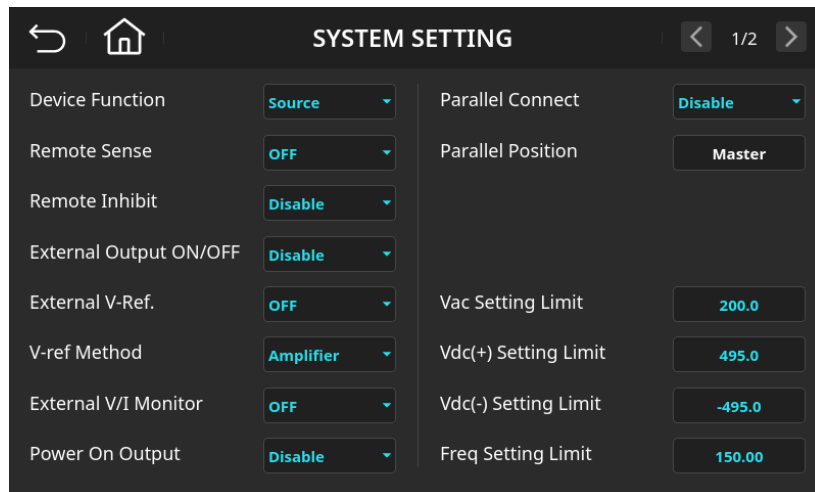 SYSTEM SETTING
1/2
Device Function Source
Remote Sense OFF
Remote Inhibit Disable
External Output ON/OFF Disable
External V-Ref. OFF
V-ref Method Amplifier
External V/I Monitor OFF
Power On Output Disable
Parallel Connect Disable
Parallel Position Master
Vac Setting Limit 200.0
Vdc(+) Setting Limit 495.0
Vdc(-) Setting Limit -495.0
Freq Setting Limit 150.00